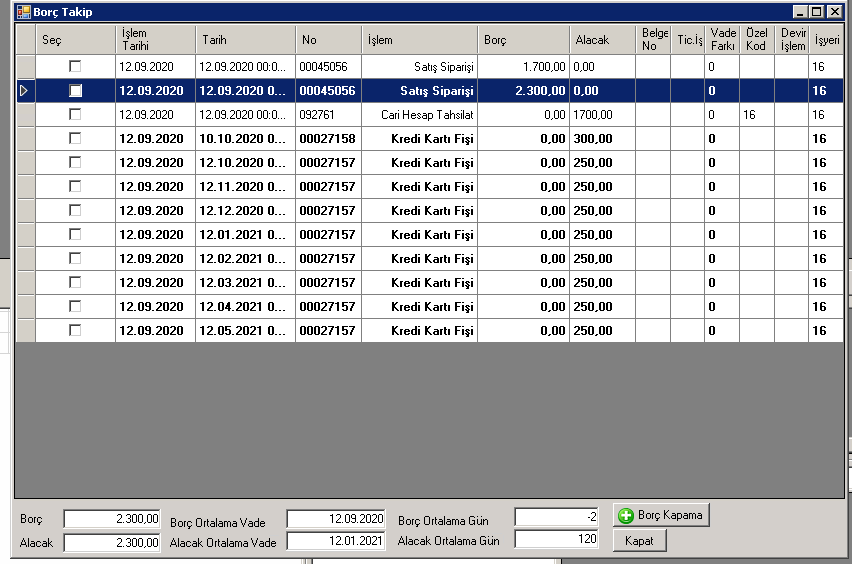 Borç Takip
Seç İşlem Tarihi Tarih No İşlem Borç Alacak Belge No Tic.İş Vade Farkı Özel Kod Devir İşlem İşyeri
12.09.2020 12.09.2020 00:0... 00045056 Satış Siparişi 1.700,00 0,00 0 16
12.09.2020 12.09.2020 0... 00045056 Satış Siparişi 2.300,00 0,00 0 16
12.09.2020 12.09.2020 00:0... 092761 Cari Hesap Tahsilat 0,00 1700,00 0 16 16
12.09.2020 10.10.2020 0... 00027158 Kredi Kartı Fişi 0,00 300,00 0 16
12.09.2020 12.10.2020 0... 00027157 Kredi Kartı Fişi 0,00 250,00 0 16
12.09.2020 12.11.2020 0... 00027157 Kredi Kartı Fişi 0,00 250,00 0 16
12.09.2020 12.12.2020 0... 00027157 Kredi Kartı Fişi 0,00 250,00 0 16
12.09.2020 12.01.2021 0... 00027157 Kredi Kartı Fişi 0,00 250,00 0 16
12.09.2020 12.02.2021 0... 00027157 Kredi Kartı Fişi 0,00 250,00 0 16
12.09.2020 12.03.2021 0... 00027157 Kredi Kartı Fişi 0,00 250,00 0 16
12.09.2020 12.04.2021 0... 00027157 Kredi Kartı Fişi 0,00 250,00 0 16
12.09.2020 12.05.2021 0... 00027157 Kredi Kartı Fişi 0,00 250,00 0 16
Borç 2.300,00 Borç Ortalama Vade 12.09.2020 Borç Ortalama Gün -2 Borç Kapama
Alacak 2.300,00 Alacak Ortalama Vade 12.01.2021 Alacak Ortalama Gün 120 Kapat